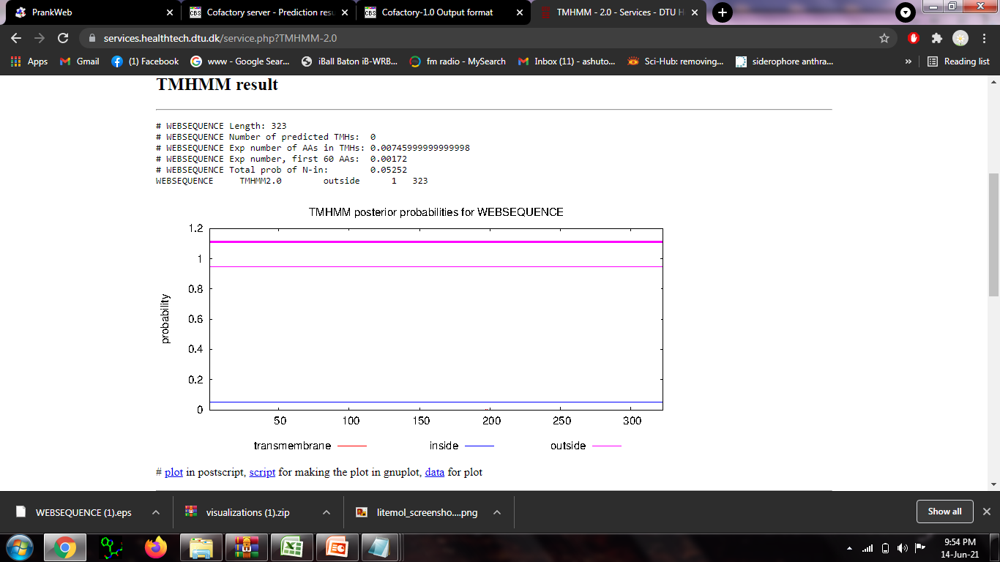 PrankWeb
Cofactory server - Prediction resu
Cofactory-1.0 Output format
TMHMM - 2.0 - Services - DTU H
services.healthtech.dtu.dk/service.php?TMHMM-2.0
Apps
Gmail
(1) Facebook
www - Google Sear...
iBall Baton iB-WRB...
fm radio - MySearch
Inbox (11) - ashuto...
Sci-Hub: removing...
siderophore anthra...
»
Reading list
TMHMM result
# WEBSEQUENCE Length: 323
# WEBSEQUENCE Number of predicted TMHs: 0
# WEBSEQUENCE Exp number of AAs in TMHs: 0.00745999999999998
# WEBSEQUENCE Exp number, first 60 AAs: 0.00172
# WEBSEQUENCE Total prob of N-in: 0.05252
WEBSEQUENCE TMHMM2.0 outside 1 323
TMHMM posterior probabilities for WEBSEQUENCE
1.2
1
0.8
0.6
0.4
0.2
0
probability
50 100 150 200 250 300
transmembrane inside outside
# plot in postscript, script for making the plot in gnuplot, data for plot
WEBSEQUENCE (1).eps
visualizations (1).zip
litemol_screensho....png
Show all
9:54 PM
14-Jun-21